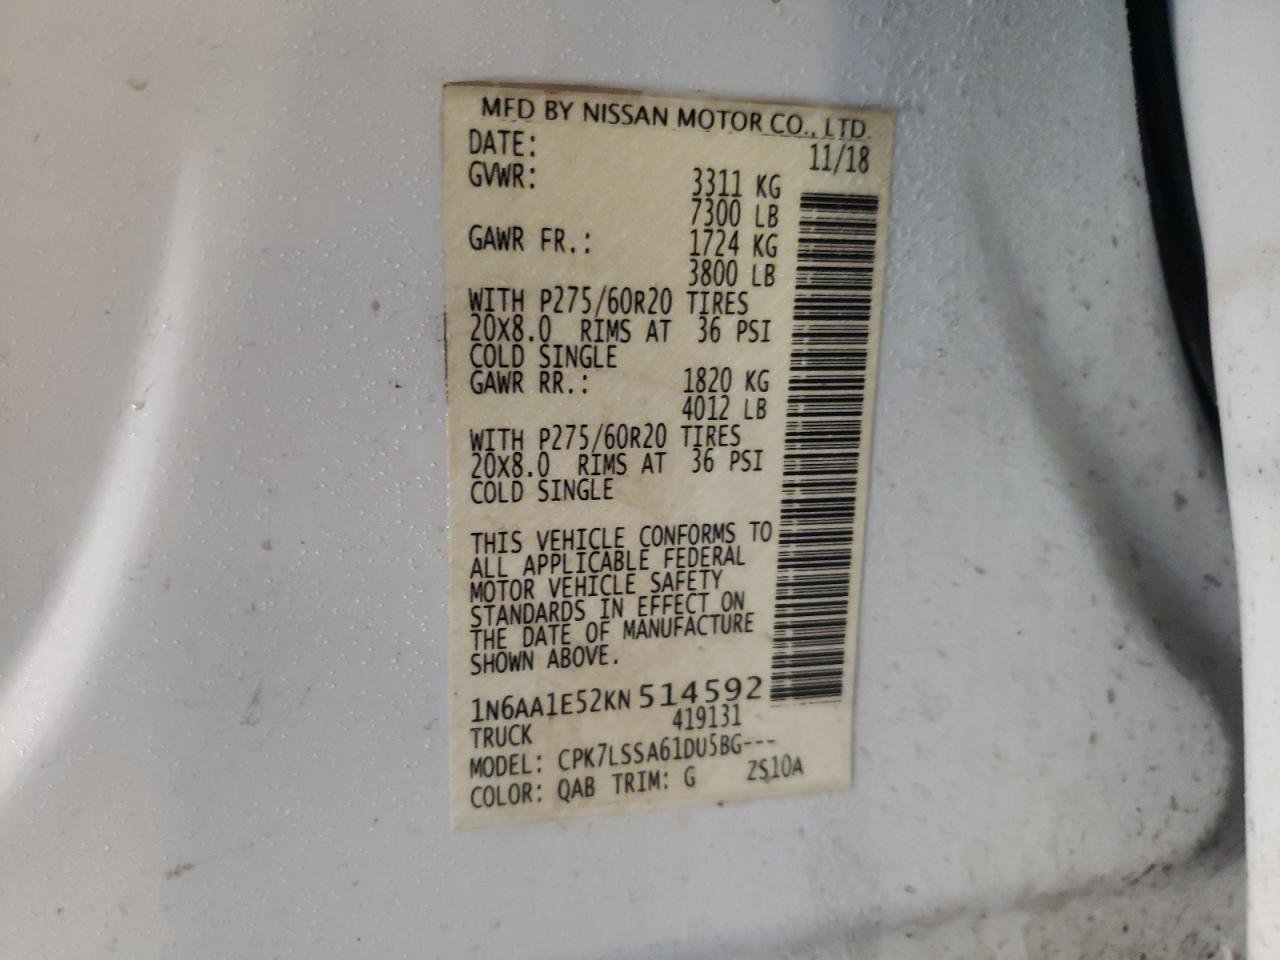 MFD BY NISSAN MOTOR CO., LTD.
DATE: 11/18
GVWR: 3311 KG
7300 LB
GAWR FR.: 1724 KG
3800 LB
WITH P275/60R20 TIRES
20X8.0 RIMS AT 36 PSI
COLD SINGLE
GAWR RR.: 1820 KG
4012 LB
WITH P275/60R20 TIRES
20X8.0 RIMS AT 36 PSI
COLD SINGLE
THIS VEHICLE CONFORMS TO
ALL APPLICABLE FEDERAL
MOTOR VEHICLE SAFETY
STANDARDS IN EFFECT ON
THE DATE OF MANUFACTURE
SHOWN ABOVE.
1N6AA1E52KN514592
TRUCK 419131
MODEL: CPK7LSSA61DU5BG---
COLOR: QAB TRIM: G ZS10A